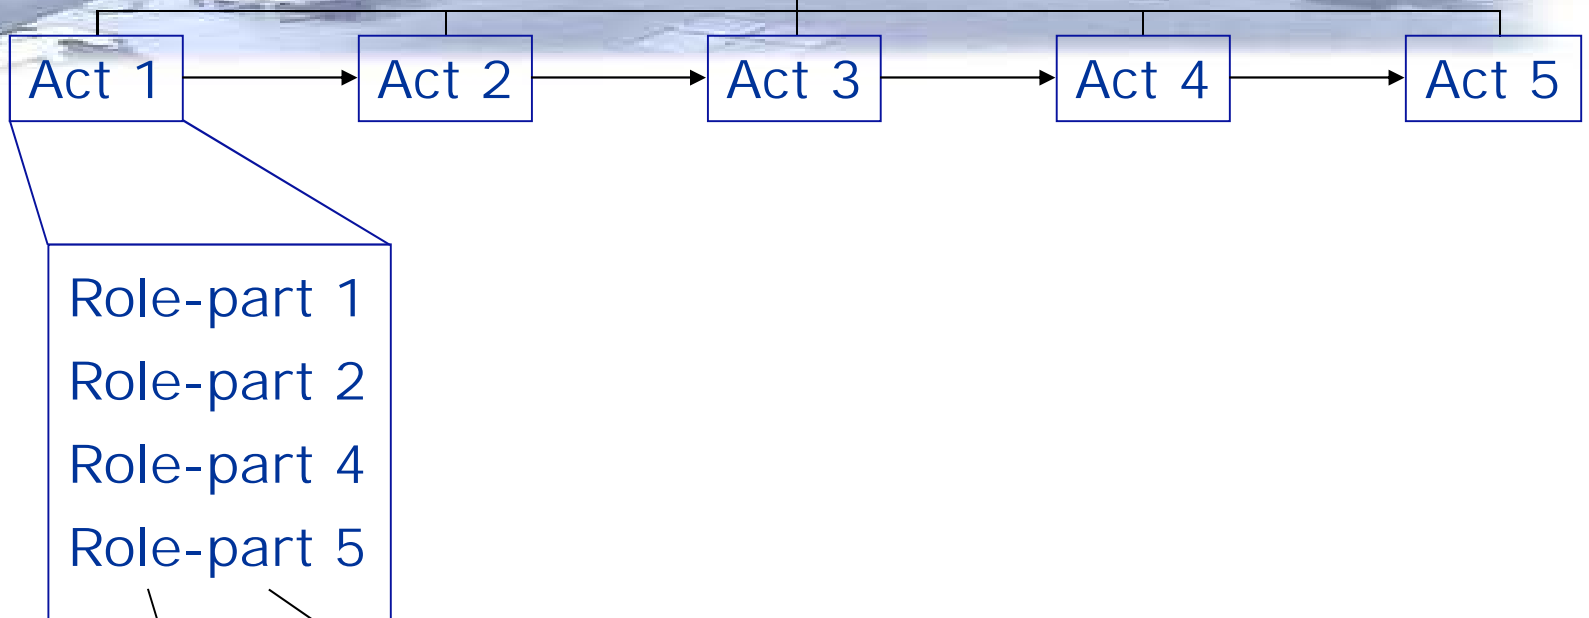 Act 1
Act 2
Act 3
Act 4
Act 5
Role-part 1
Role-part 2
Role-part 4
Role-part 5